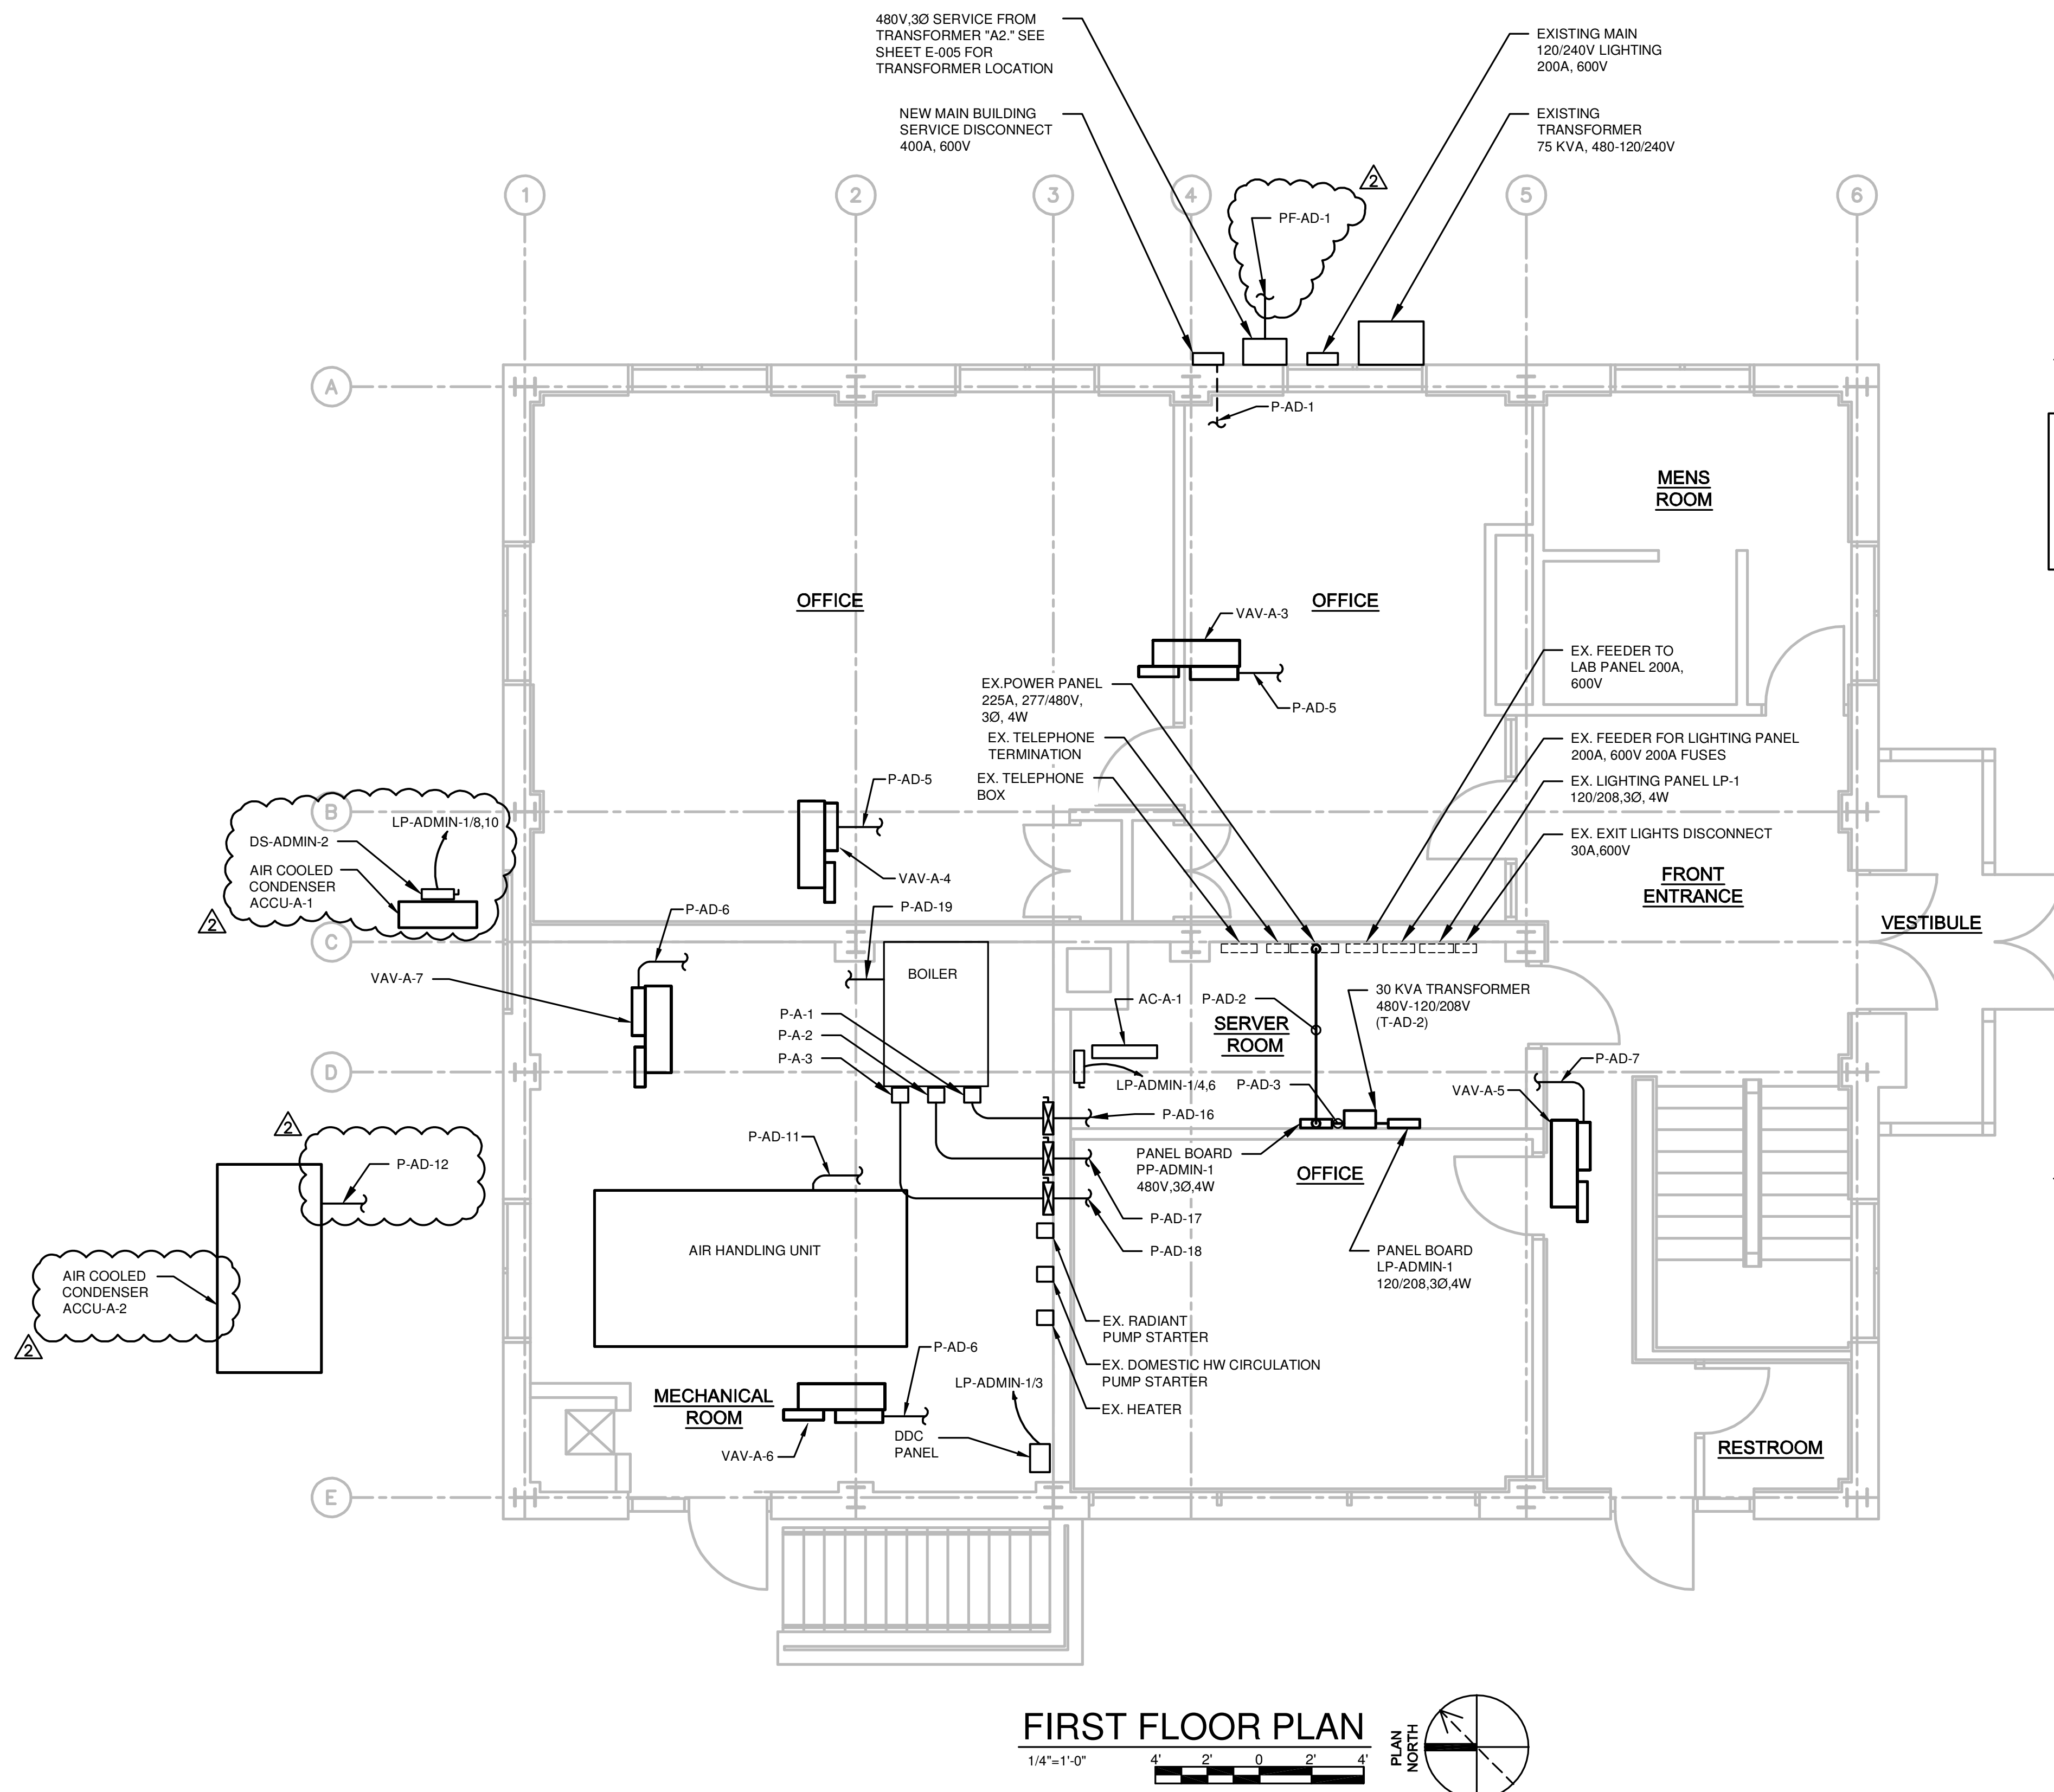 480V,3Ø SERVICE FROM
TRANSFORMER "A2." SEE
SHEET E-005 FOR
TRANSFORMER LOCATION
EXISTING MAIN
120/240V LIGHTING
200A, 600V
NEW MAIN BUILDING
SERVICE DISCONNECT
400A, 600V
EXISTING
TRANSFORMER
75 KVA, 480-120/240V
2
1
2
3
4
5
6
PF-AD-1
A
P-AD-1
MENS
ROOM
OFFICE
OFFICE
VAV-A-3
EX. FEEDER TO
LAB PANEL 200A,
600V
EX.POWER PANEL
225A, 277/480V,
3Ø, 4W
P-AD-5
EX. TELEPHONE
TERMINATION
EX. FEEDER FOR LIGHTING PANEL
200A, 600V 200A FUSES
EX. TELEPHONE
BOX
EX. LIGHTING PANEL LP-1
120/208,3Ø, 4W
P-AD-5
B
LP-ADMIN-1/8,10
DS-ADMIN-2
EX. EXIT LIGHTS DISCONNECT
30A,600V
AIR COOLED
CONDENSER
ACCU-A-1
VAV-A-4
FRONT
ENTRANCE
2
P-AD-6
P-AD-19
VESTIBULE
C
VAV-A-7
BOILER
AC-A-1
P-AD-2
30 KVA TRANSFORMER
480V-120/208V
(T-AD-2)
P-A-1
P-A-2
P-A-3
SERVER
ROOM
D
LP-ADMIN-1/4,6
P-AD-3
P-AD-7
VAV-A-5
P-AD-16
2
P-AD-11
P-AD-12
PANEL BOARD
PP-ADMIN-1
480V,3Ø,4W
OFFICE
P-AD-17
P-AD-18
AIR HANDLING UNIT
PANEL BOARD
LP-ADMIN-1
120/208,3Ø,4W
AIR COOLED
CONDENSER
ACCU-A-2
2
EX. RADIANT
PUMP STARTER
P-AD-6
EX. DOMESTIC HW CIRCULATION
PUMP STARTER
LP-ADMIN-1/3
EX. HEATER
MECHANICAL
ROOM
DDC
PANEL
VAV-A-6
RESTROOM
E
FIRST FLOOR PLAN
1/4"=1'-0"
4' 2' 0 2' 4'
PLAN
NORTH